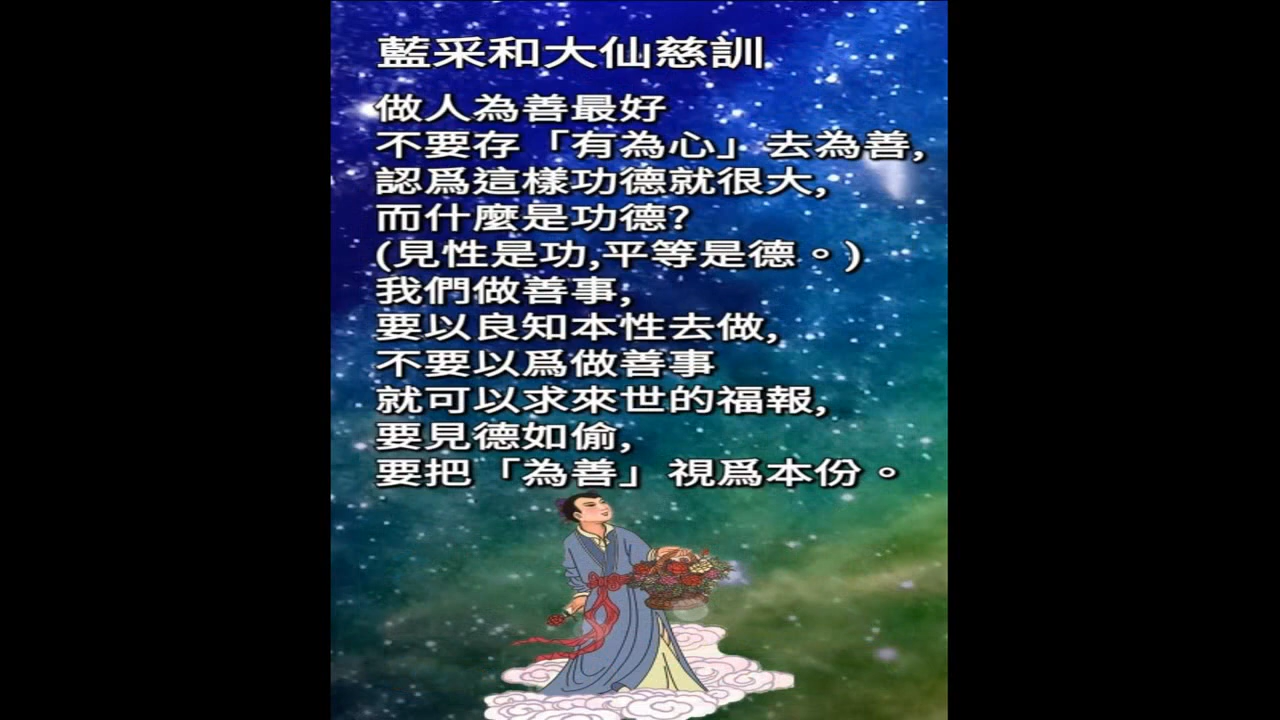 藍采和大仙慈訓
做人為善最好
不要存「有為心」去為善,
認爲這樣功德就很大,
而什麼是功德?
(見性是功,平等是德。)
我們做善事,
要以良知本性去做,
不要以爲做善事
就可以求來世的福報,
要見德如偷,
要把「為善」視爲本份。